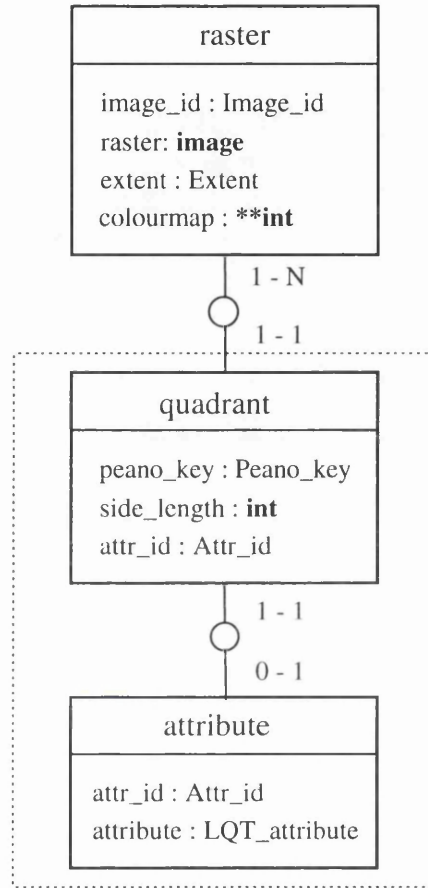 raster
image_id : Image_id
raster: image
extent : Extent
colourmap : **int
1 - N
1 - 1
quadrant
peano_key : Peano_key
side_length : int
attr_id : Attr_id
1 - 1
0 - 1
attribute
attr_id : Attr_id
attribute : LQT_attribute